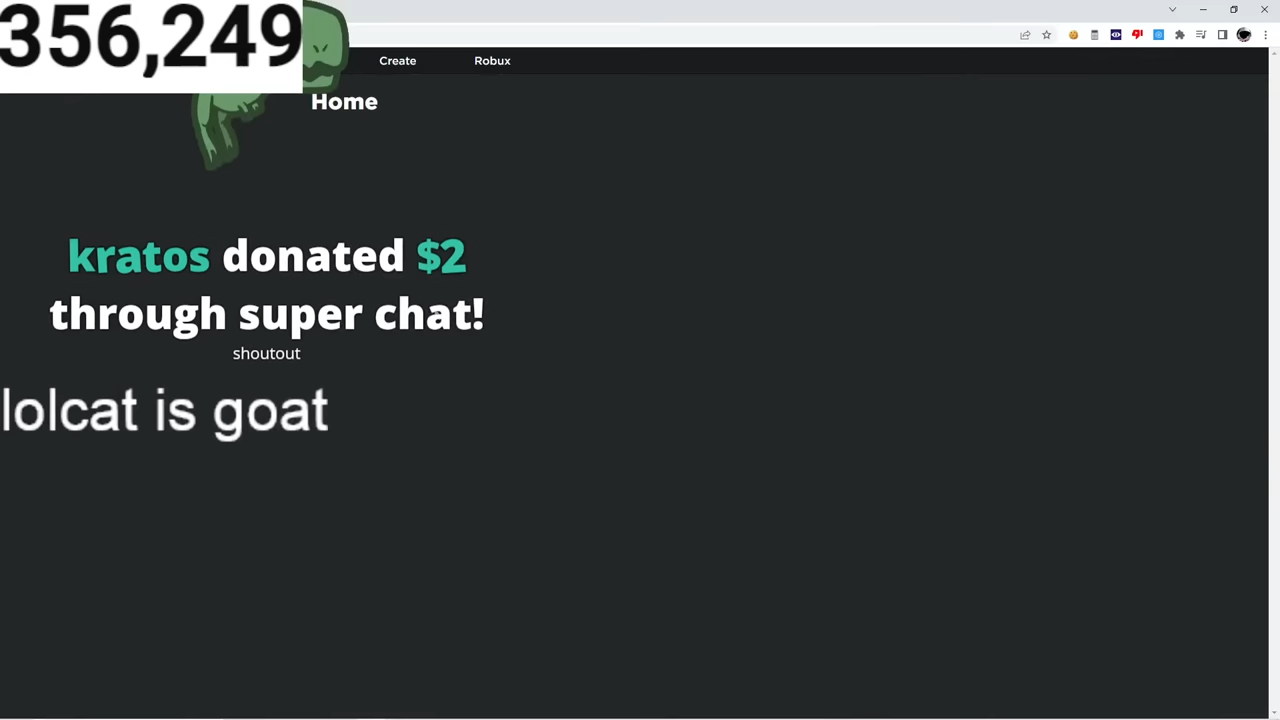 356,249
Create
Robux
Home
kratos donated $2
through super chat!
shoutout
lolcat is goat